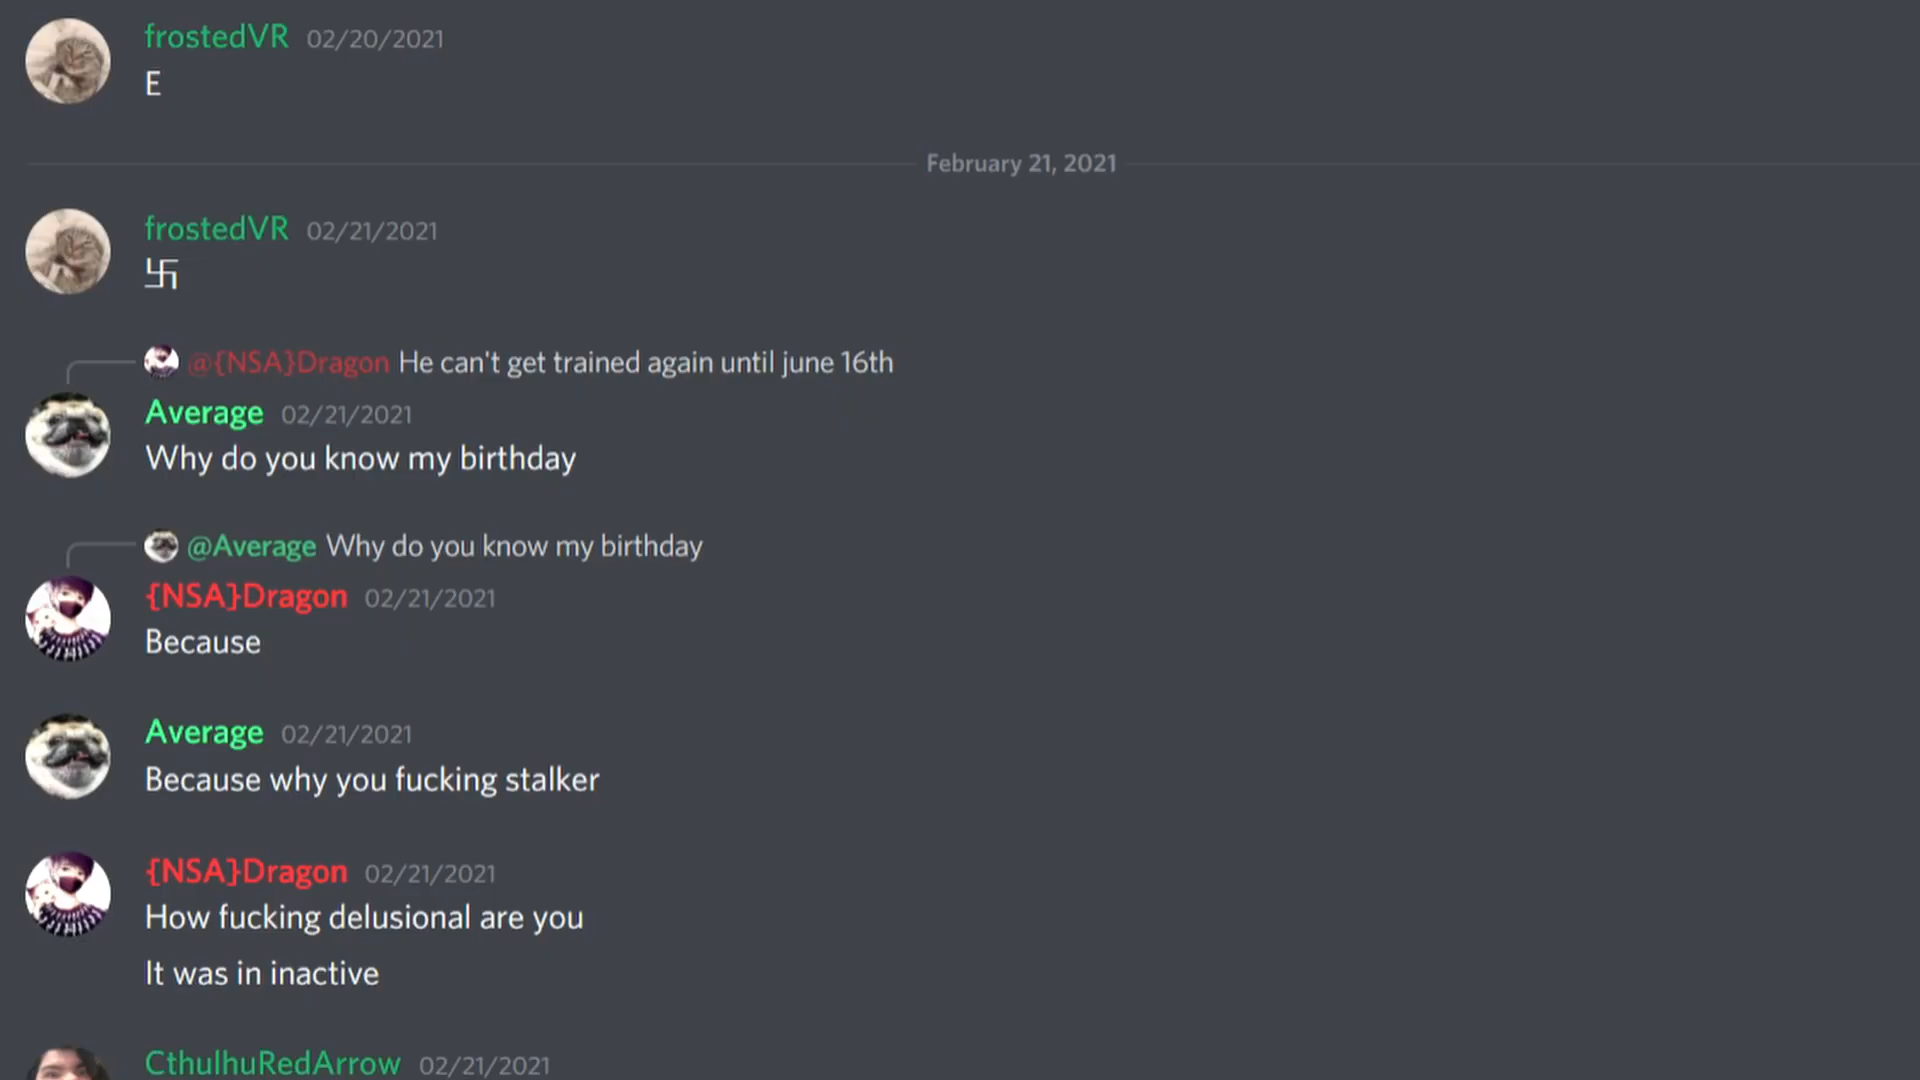 frostedVR 02/20/2021
E
February 21, 2021
frostedVR 02/21/2021
卐
@{NSA}Dragon He can't get trained again until june 16th
Average 02/21/2021
Why do you know my birthday
@Average Why do you know my birthday
{NSA}Dragon 02/21/2021
Because
Average 02/21/2021
Because why you fucking stalker
{NSA}Dragon 02/21/2021
How fucking delusional are you
It was in inactive
CthulhuRedArrow 02/21/2021